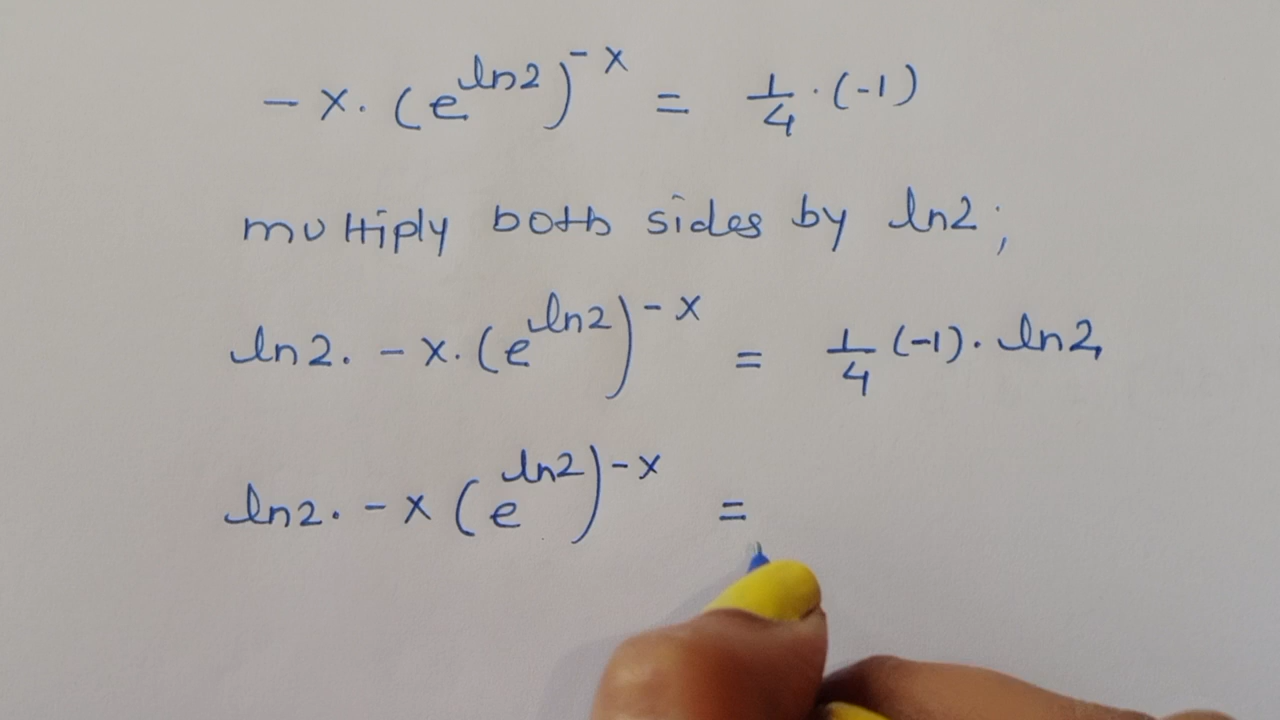 - x. (e^ln2)^-x = 1/4 · (-1)
multiply both sides by ln2;
ln2. - x. (e^ln2)^-x = 1/4 (-1). ln2
ln2. - x (e^ln2)^-x =